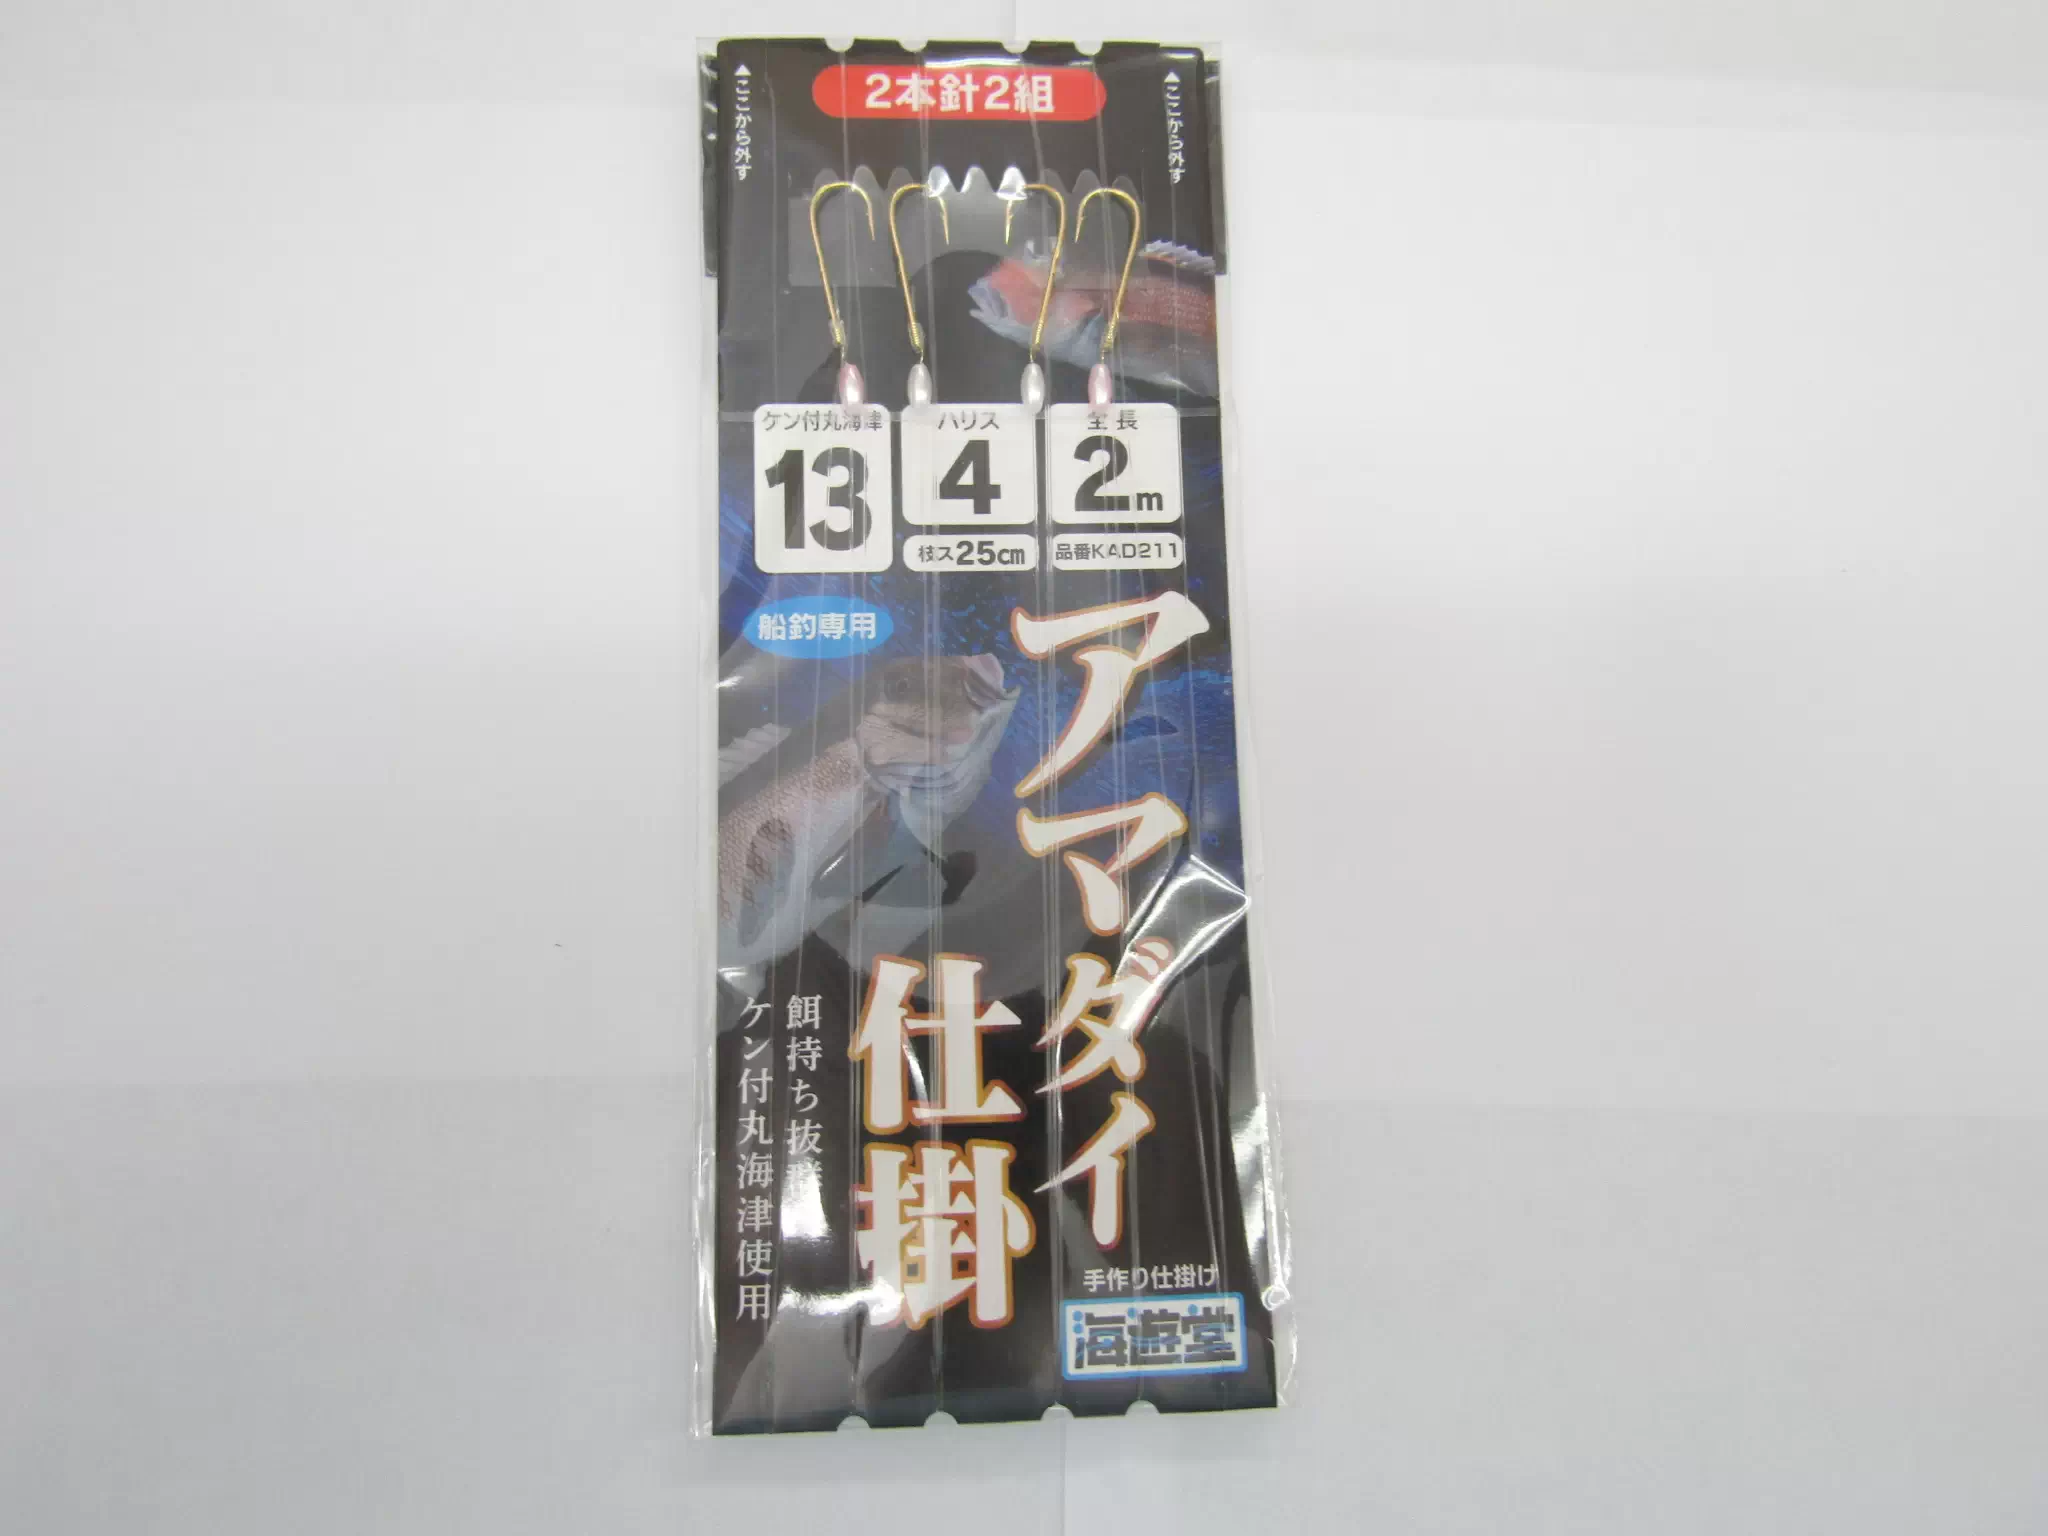 2本針2組
▲ここから外す
▲ここから外す
ケン付丸海津
13
ハリス
4
全長
2m
枝ス25cm
品番KAD211
船釣専用
アマダイ
仕掛
餌持ち抜群
ケン付丸海津使用
手作り仕掛け
海遊堂